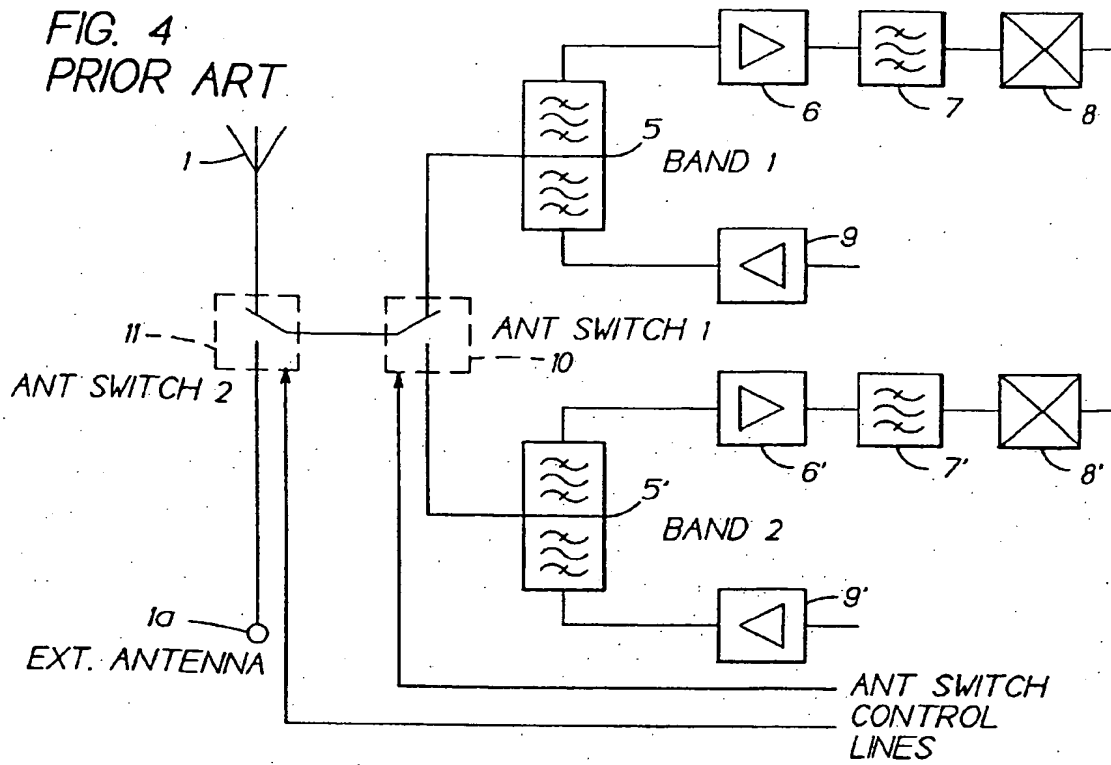 FIG. 4
PRIOR ART
1
5
BAND 1
6
7
8
9
11
ANT SWITCH 1
10
ANT SWITCH 2
5'
BAND 2
6'
7'
8'
9'
1a
EXT. ANTENNA
ANT SWITCH
CONTROL
LINES